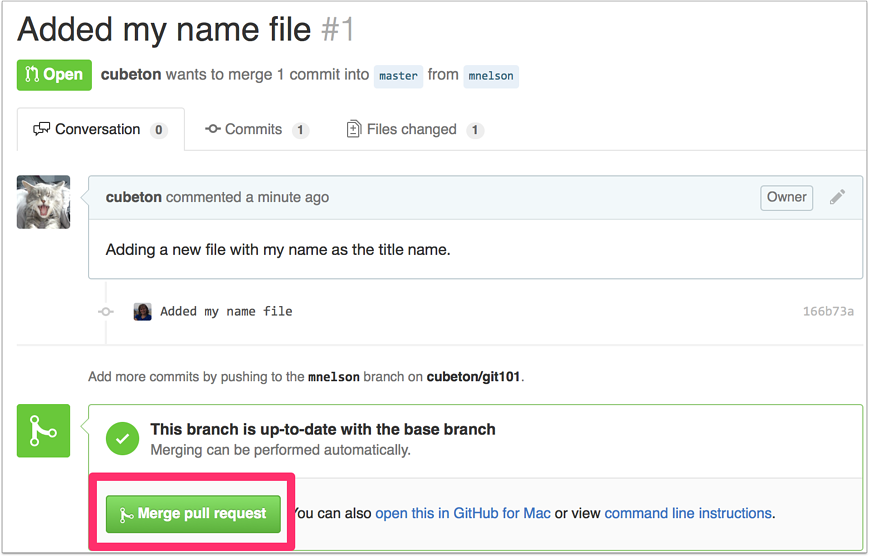 Added my name file #1
Open cubeton wants to merge 1 commit into master from mnelson
Conversation 0 Commits 1 Files changed 1
cubeton commented a minute ago Owner
Adding a new file with my name as the title name.
Added my name file 166b73a
Add more commits by pushing to the mnelson branch on cubeton/git101.
This branch is up-to-date with the base branch
Merging can be performed automatically.
Merge pull request You can also open this in GitHub for Mac or view command line instructions.